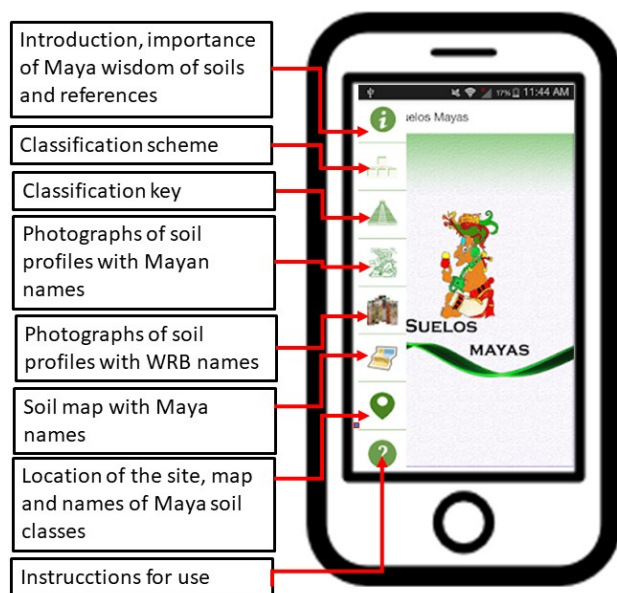 Introduction, importance
of Maya wisdom of soils
and references
Classification scheme
Classification key
Photographs of soil
profiles with Mayan
names
Photographs of soil
profiles with WRB names
Soil map with Maya
names
Location of the site, map
and names of Maya soil
classes
Instrucctions for use
17% 11:44 AM
uelos Mayas
SUELOS
MAYAS